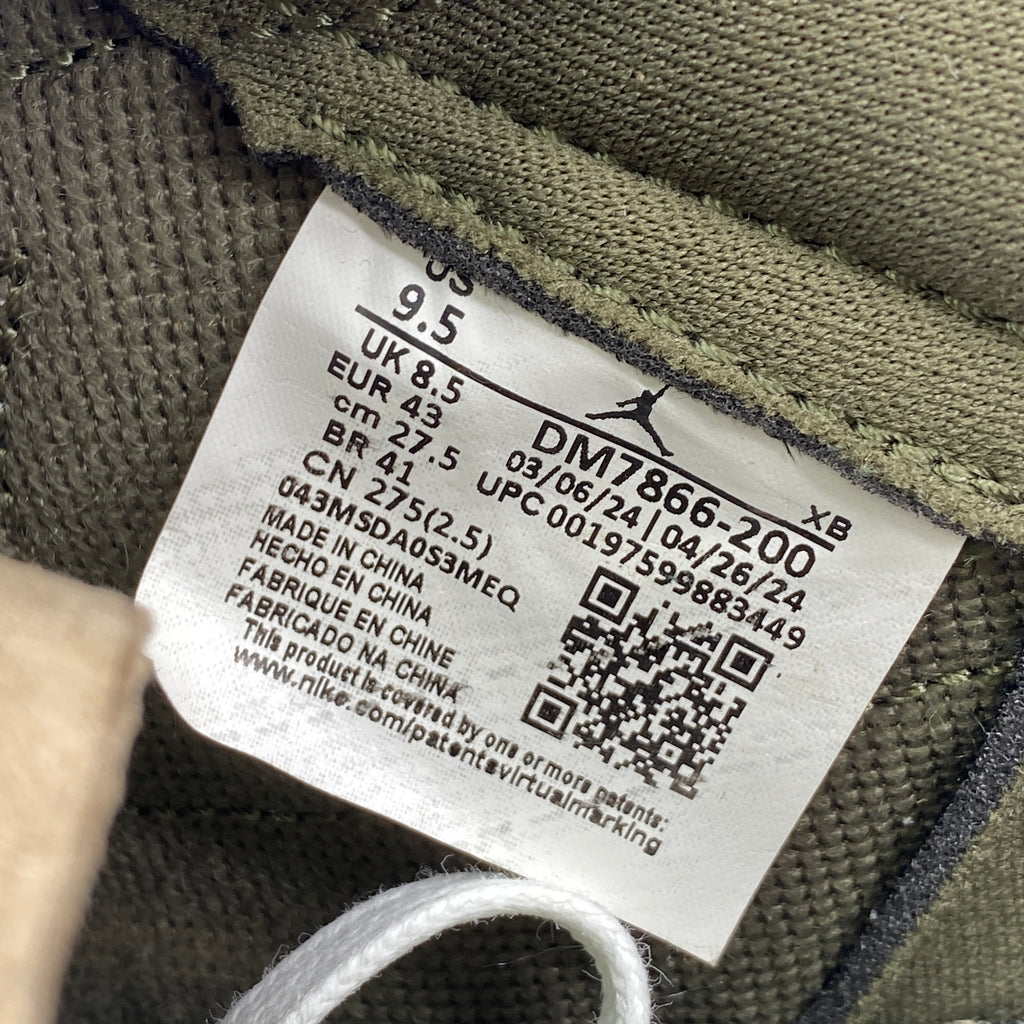 US
9.5
UK 8.5
EUR 43
cm 27.5
BR 41
CN 275(2.5)
043MSDA0S3MEQ
MADE IN CHINA
HECHO EN CHINA
FABRIQUE EN CHINE
FABRICADO NA CHINA
This product is covered by one or more patents:
www.nike.com/patentsvirtualmarking
XB
DM7866-200
03/06/24|04/26/24
UPC 00197599883449